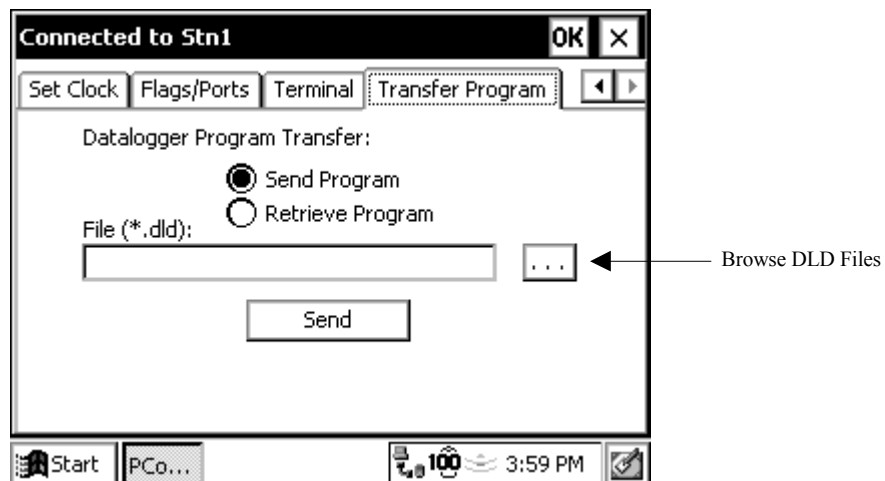 Connected to Stn1 OK ×
Set Clock Flags/Ports Terminal Transfer Program
Datalogger Program Transfer:
Send Program
Retrieve Program
File (*.dld):
... Browse DLD Files
Send
Start PCo... 100 3:59 PM